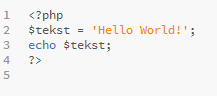 1 <?php
2 $tekst = 'Hello World!';
3 echo $tekst;
4 ?>
5